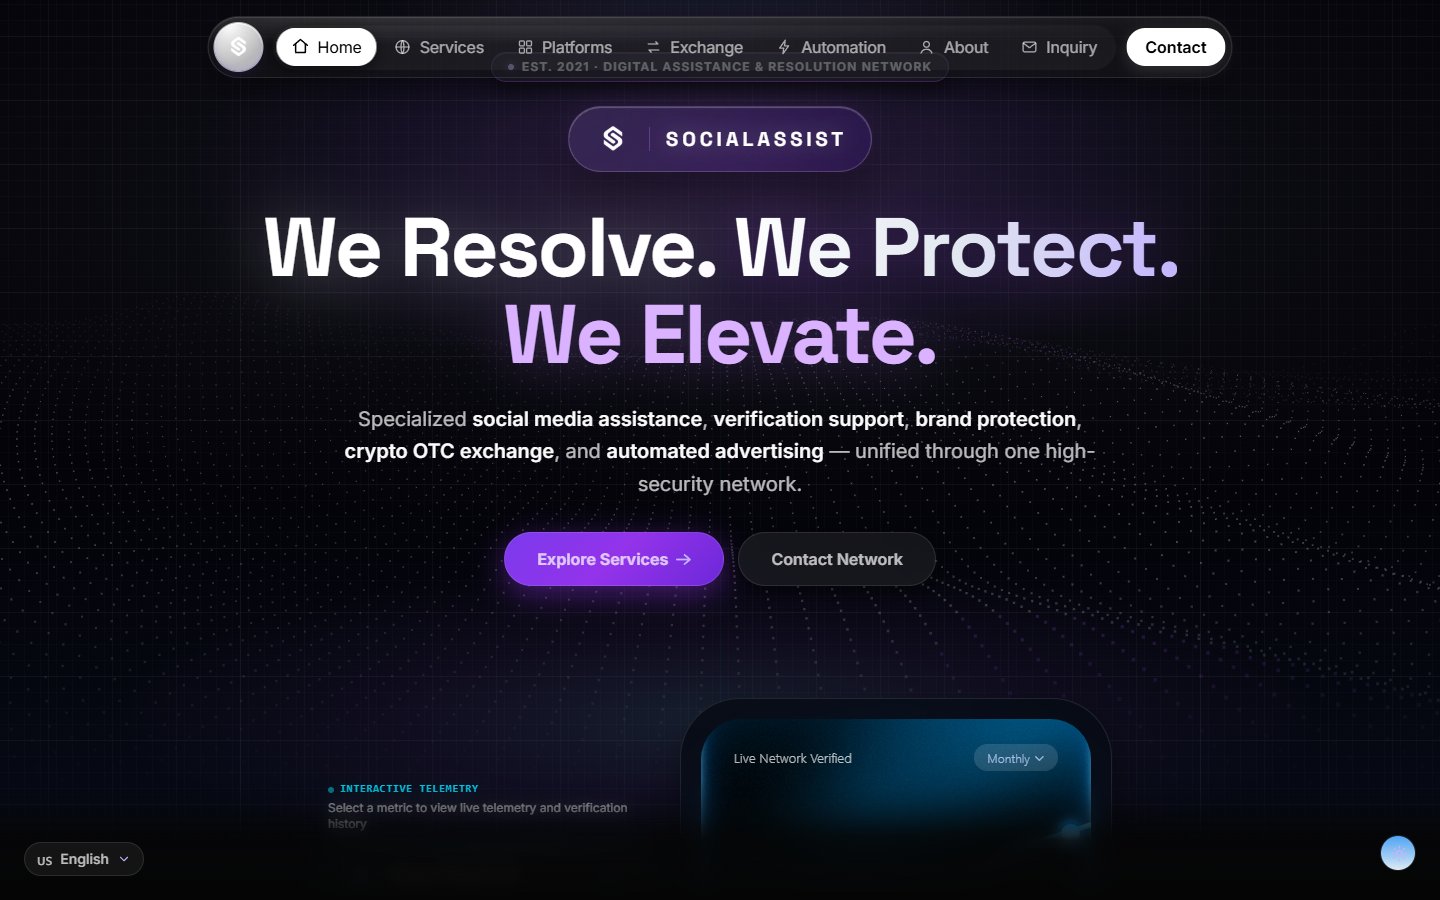 Home
Services
Platforms
Exchange
Automation
About
Inquiry
Contact
EST. 2021 · DIGITAL ASSISTANCE & RESOLUTION NETWORK
SOCIALASSIST
We Resolve. We Protect.
We Elevate.
Specialized social media assistance, verification support, brand protection,
crypto OTC exchange, and automated advertising — unified through one high-
security network.
Explore Services →
Contact Network
Live Network Verified
Monthly
INTERACTIVE TELEMETRY
Select a metric to view live telemetry and verification
history
US English